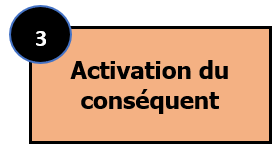 3
Activation du
conséquent